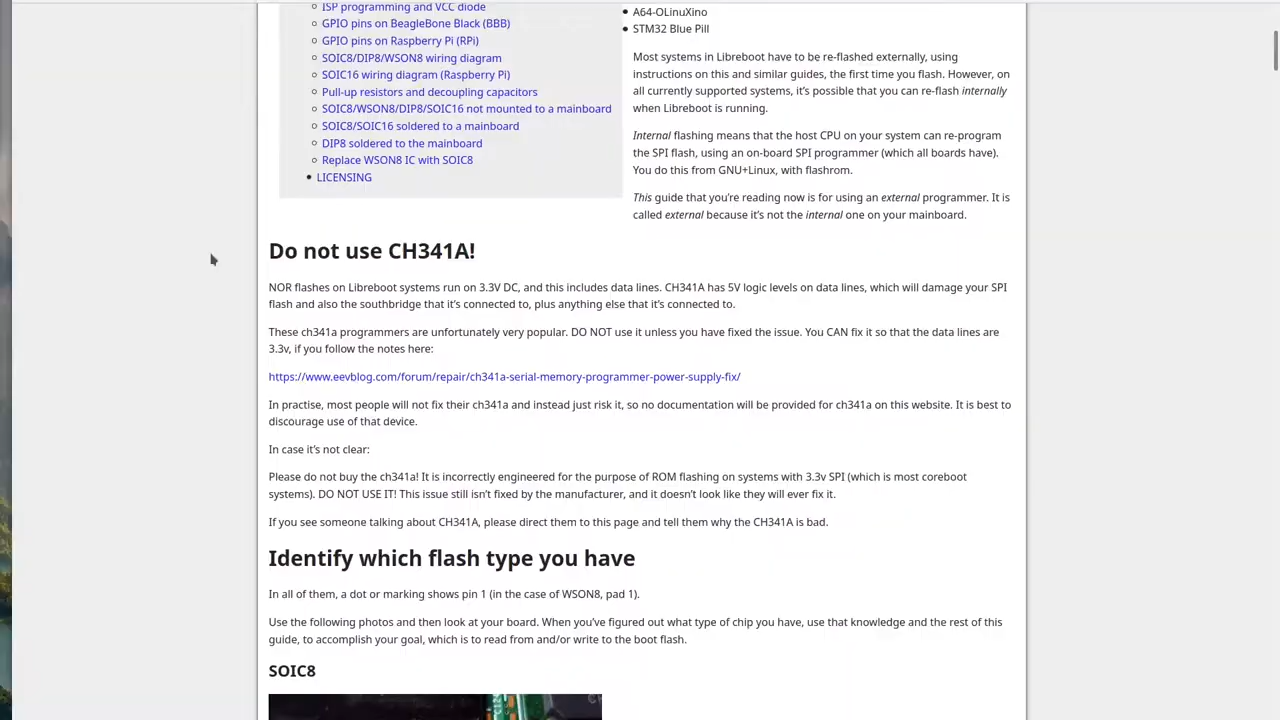 ISP programming and VCC diode
GPIO pins on BeagleBone Black (BBB)
GPIO pins on Raspberry Pi (RPi)
SOIC8/DIP8/WSON8 wiring diagram
SOIC16 wiring diagram (Raspberry Pi)
Pull-up resistors and decoupling capacitors
SOIC8/WSON8/DIP8/SOIC16 not mounted to a mainboard
SOIC8/SOIC16 soldered to a mainboard
DIP8 soldered to the mainboard
Replace WSON8 IC with SOIC8
LICENSING
A64-OLinuXino
STM32 Blue Pill
Most systems in Libreboot have to be re-flashed externally, using
instructions on this and similar guides, the first time you flash. However, on
all currently supported systems, it's possible that you can re-flash internally
when Libreboot is running.
Internal flashing means that the host CPU on your system can re-program
the SPI flash, using an on-board SPI programmer (which all boards have).
You do this from GNU+Linux, with flashrom.
This guide that you're reading now is for using an external programmer. It is
called external because it's not the internal one on your mainboard.
Do not use CH341A!
NOR flashes on Libreboot systems run on 3.3V DC, and this includes data lines. CH341A has 5V logic levels on data lines, which will damage your SPI
flash and also the southbridge that it's connected to, plus anything else that it's connected to.
These ch341a programmers are unfortunately very popular. DO NOT use it unless you have fixed the issue. You CAN fix it so that the data lines are
3.3v, if you follow the notes here:
https://www.eevblog.com/forum/repair/ch341a-serial-memory-programmer-power-supply-fix/
In practise, most people will not fix their ch341a and instead just risk it, so no documentation will be provided for ch341a on this website. It is best to
discourage use of that device.
In case it's not clear:
Please do not buy the ch341a! It is incorrectly engineered for the purpose of ROM flashing on systems with 3.3v SPI (which is most coreboot
systems). DO NOT USE IT! This issue still isn't fixed by the manufacturer, and it doesn't look like they will ever fix it.
If you see someone talking about CH341A, please direct them to this page and tell them why the CH341A is bad.
Identify which flash type you have
In all of them, a dot or marking shows pin 1 (in the case of WSON8, pad 1).
Use the following photos and then look at your board. When you've figured out what type of chip you have, use that knowledge and the rest of this
guide, to accomplish your goal, which is to read from and/or write to the boot flash.
SOIC8